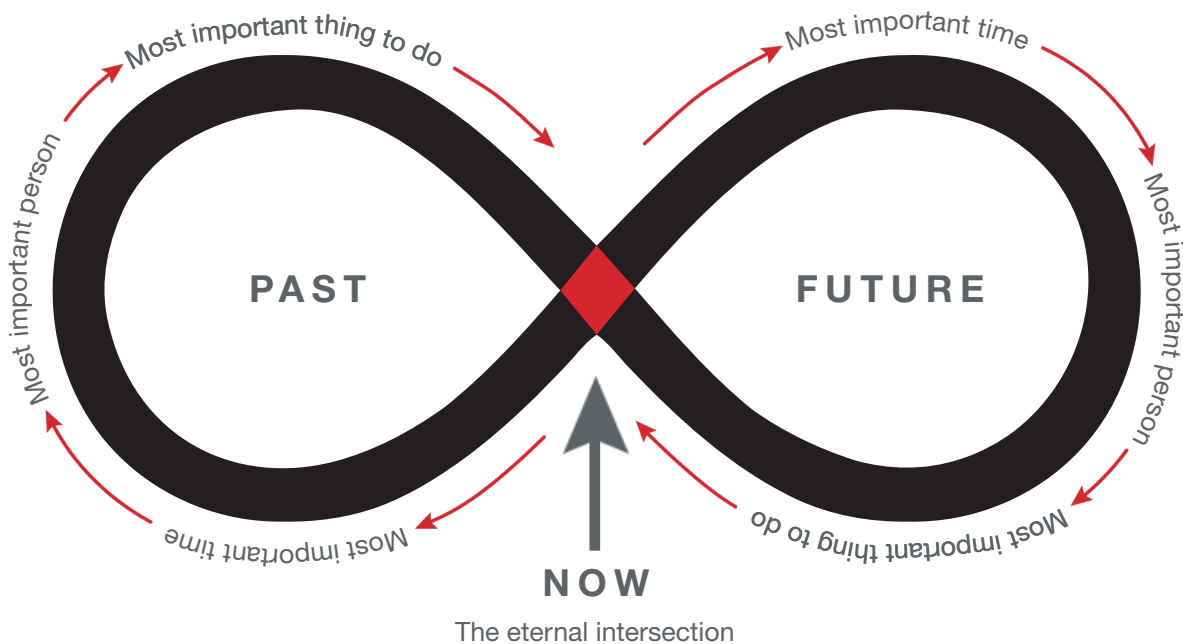 Most important thing to do
Most important time
Most important person
Most important person
PAST
FUTURE
Most important time
Most important thing to do
NOW
The eternal intersection